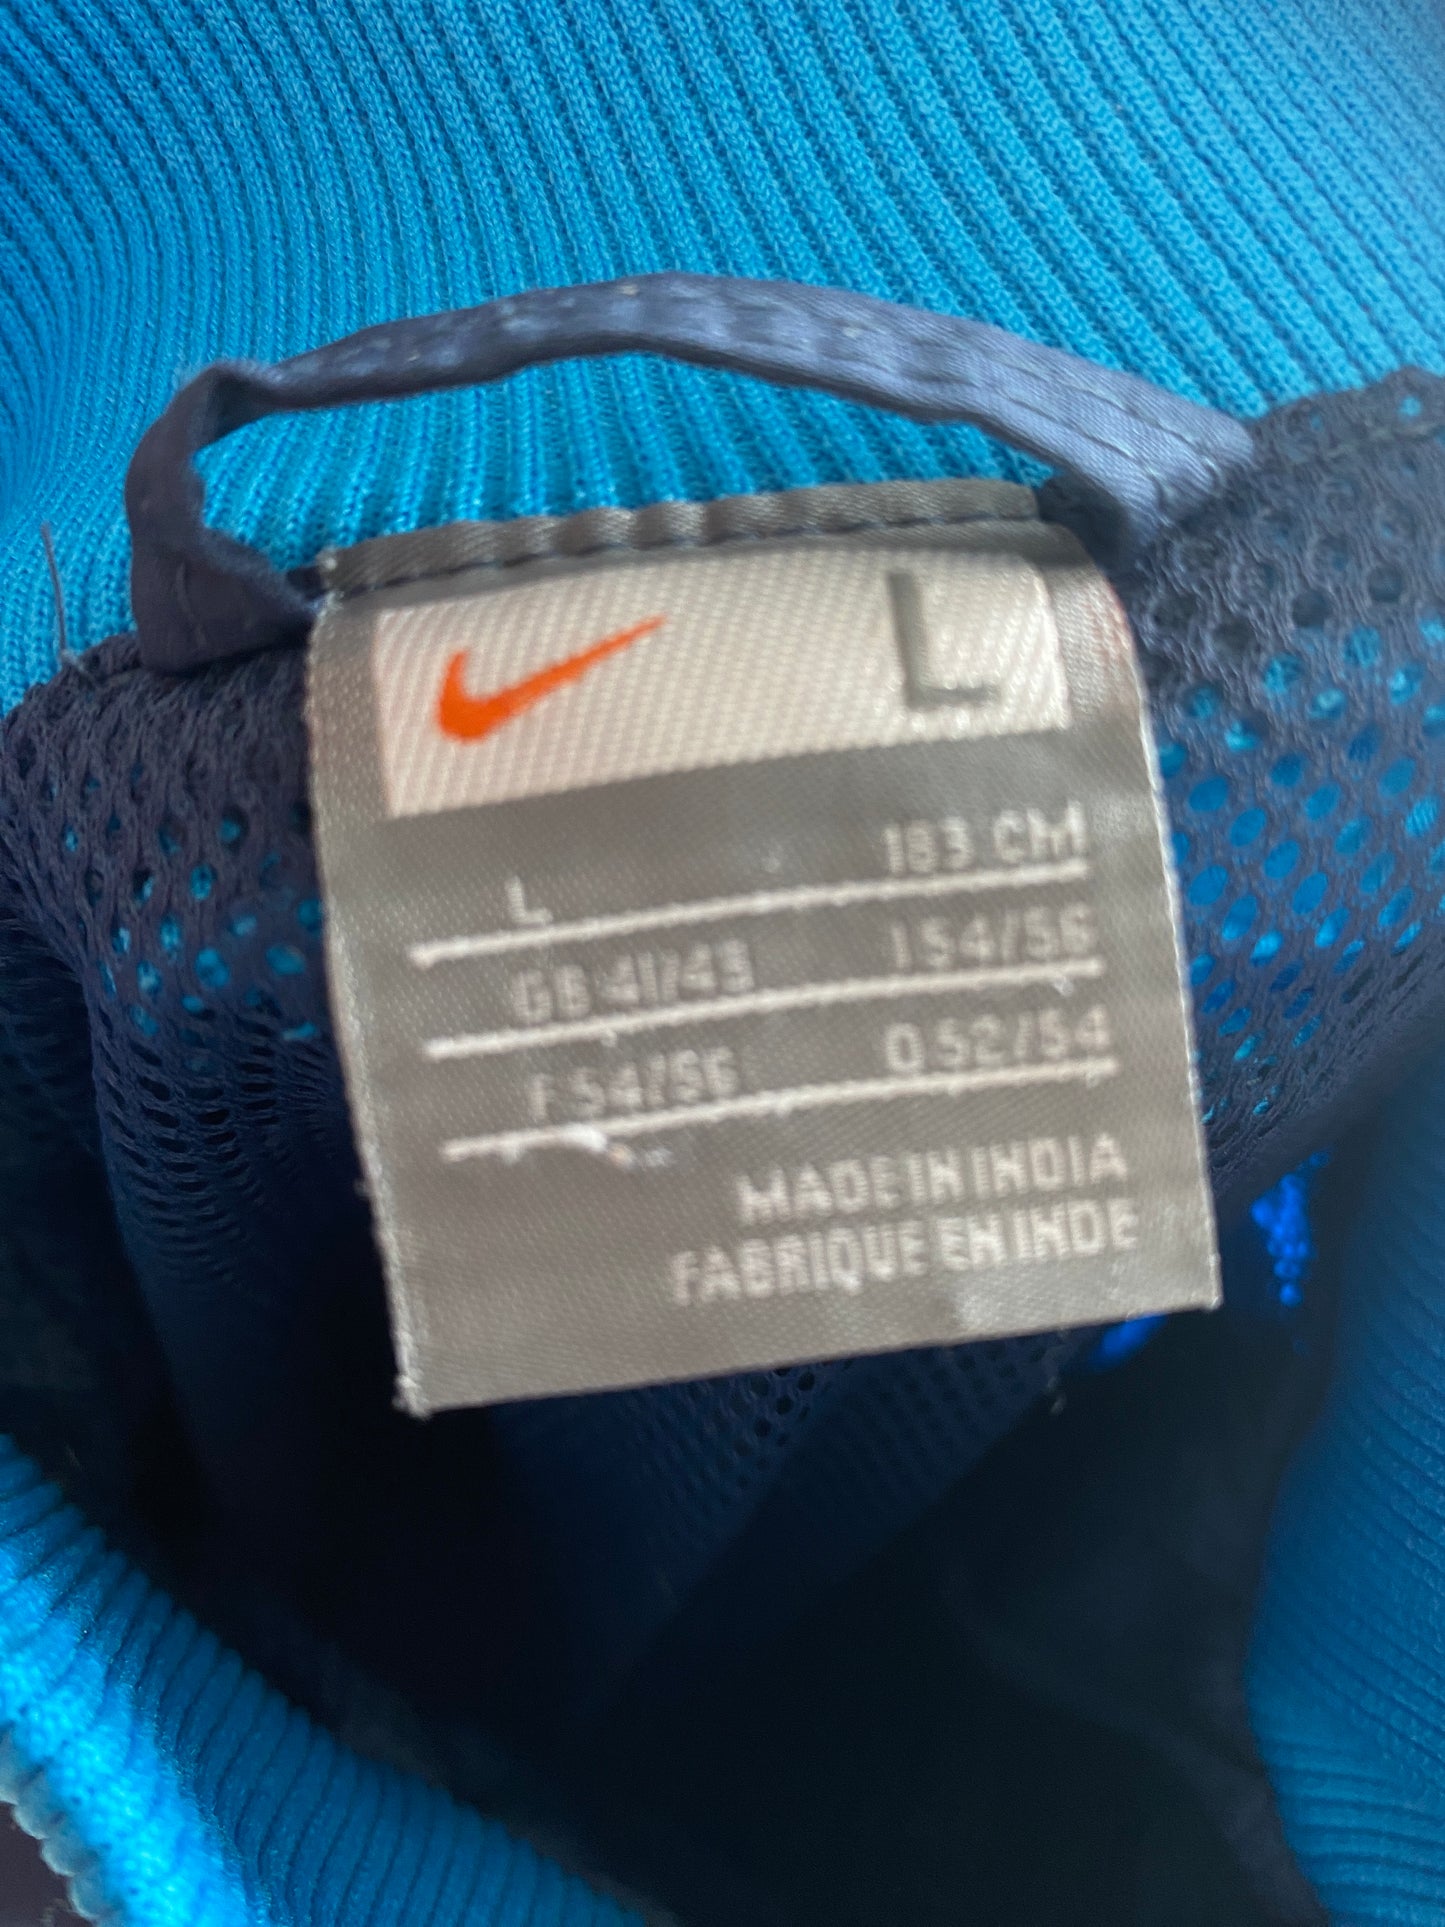 L
L 183 CM
GB 41/43 I 54/56
F 54/56 D 52/54
MADE IN INDIA
FABRIQUE EN INDE